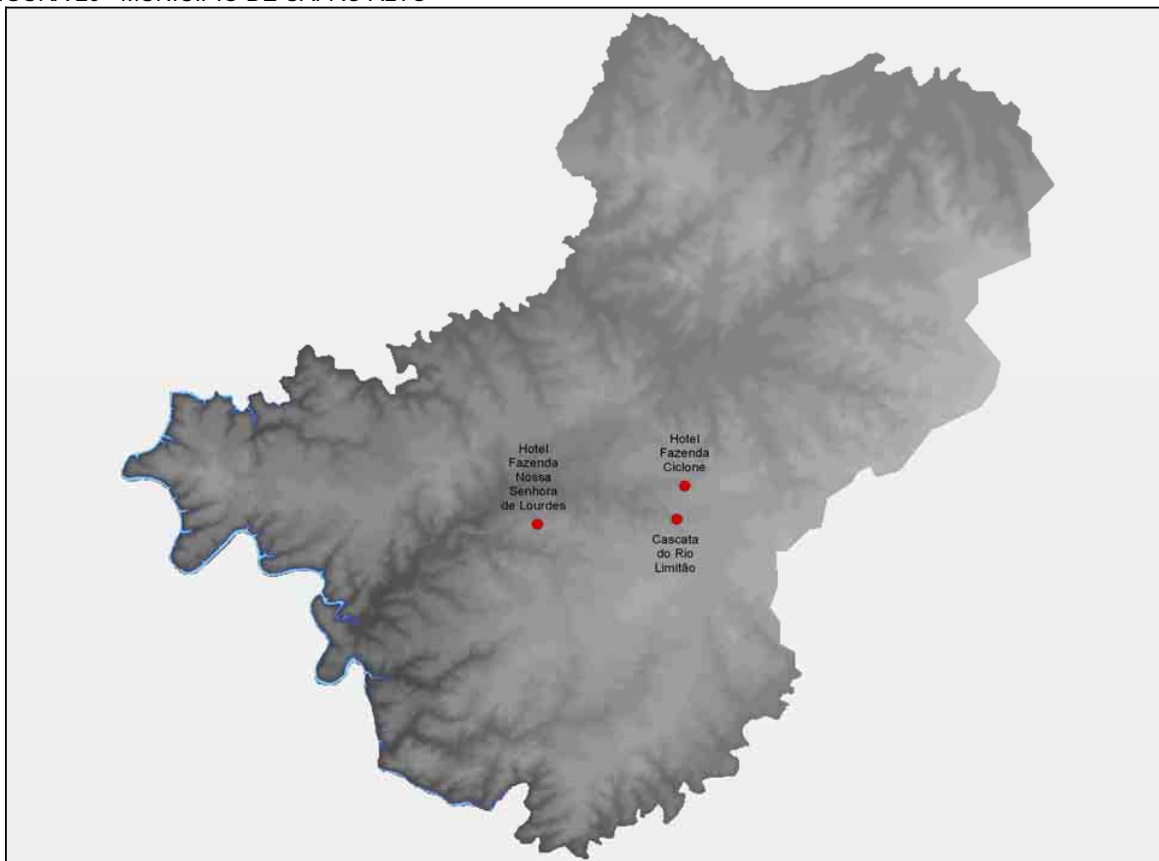 Hotel
Fazenda
Nossa
Senhora
de Lourdes
Hotel
Fazenda
Ciclone
Cascata
do Rio
Limitão